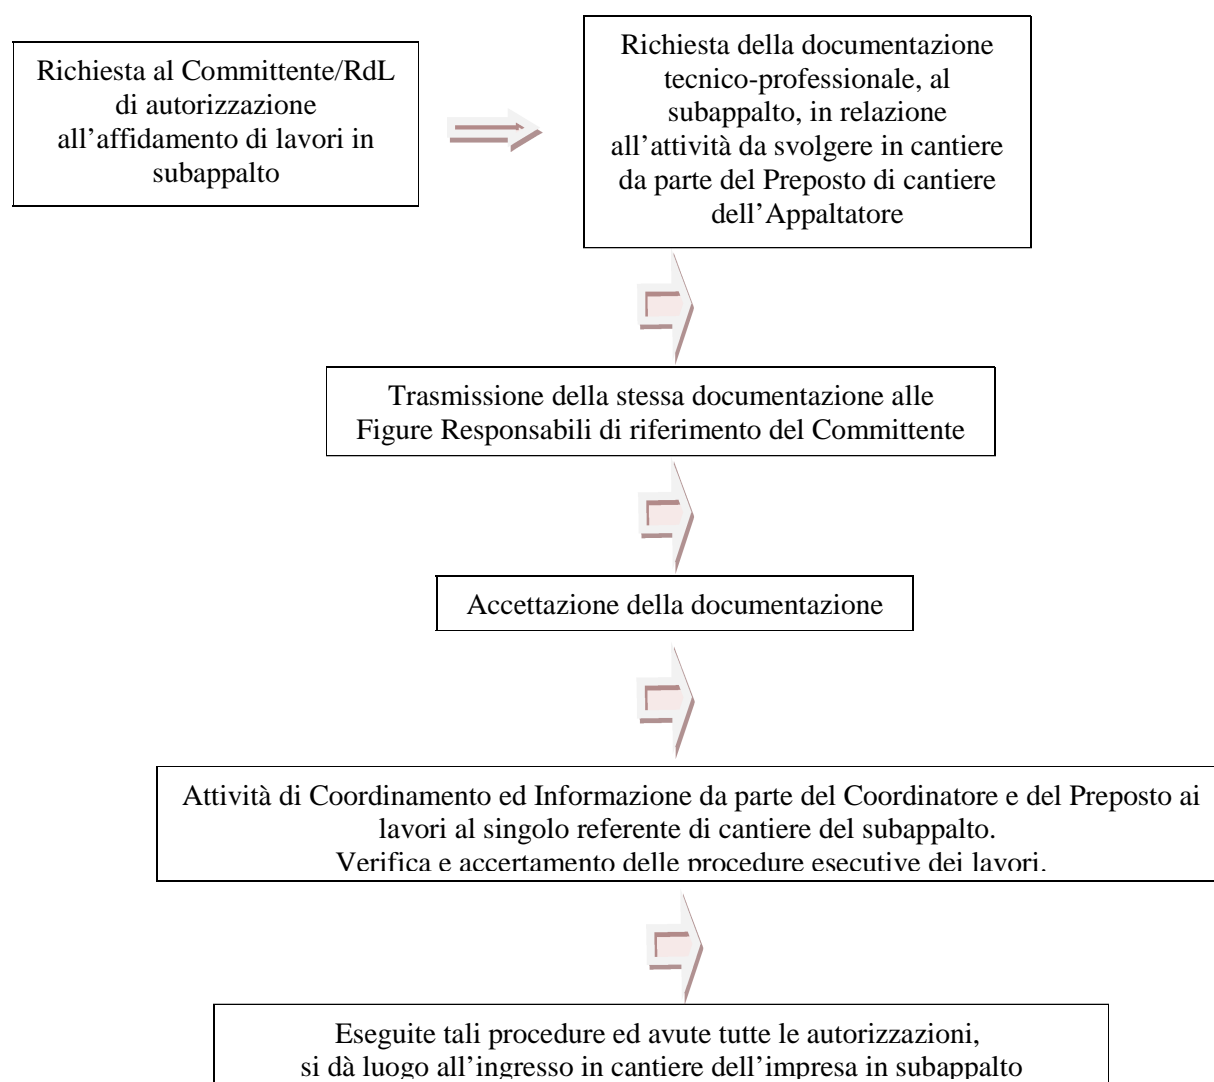 Richiesta al Committente/RdL
di autorizzazione
all’affidamento di lavori in
subappalto
Richiesta della documentazione
tecnico-professionale, al
subappalto, in relazione
all’attività da svolgere in cantiere
da parte del Preposto di cantiere
dell’Appaltatore
Trasmissione della stessa documentazione alle
Figure Responsabili di riferimento del Committente
Accettazione della documentazione
Attività di Coordinamento ed Informazione da parte del Coordinatore e del Preposto ai
lavori al singolo referente di cantiere del subappalto.
Verifica e accertamento delle procedure esecutive dei lavori.
Eseguite tali procedure ed avute tutte le autorizzazioni,
si dà luogo all’ingresso in cantiere dell’impresa in subappalto